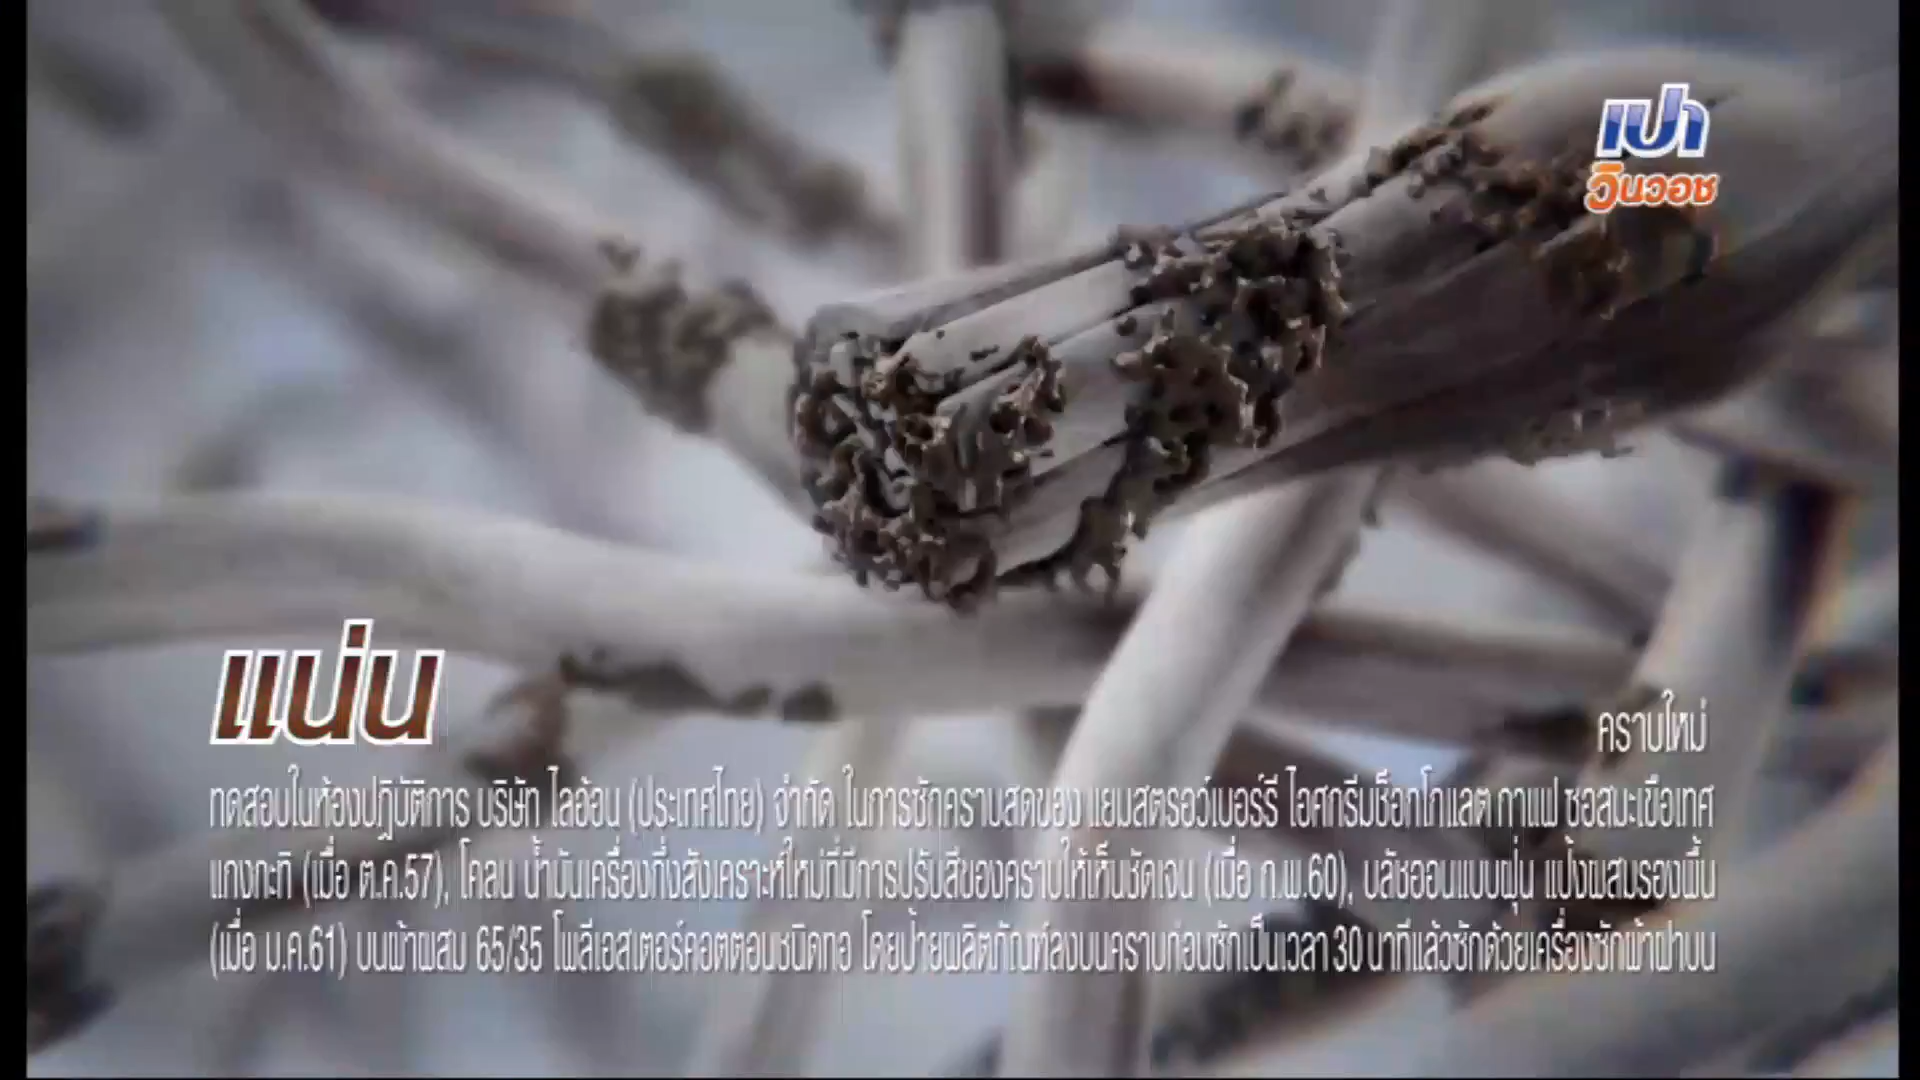 เปา
วินวอช
แน่น
คราบใหม่
ทดสอบในห้องปฏิบัติการ บริษัท ไลอ้อน (ประเทศไทย) จำกัด ในการซักคราบสดของ แยมสตรอว์เบอร์รี ไอศกรีมช็อกโกแลต กาแฟ ซอสมะเขือเทศ
แกงกะทิ (เมื่อ ต.ค.57), โคลน น้ำมันเครื่องกึ่งสังเคราะห์ใหม่ที่มีการปรับสีของคราบให้เห็นชัดเจน (เมื่อ ก.พ.60), บลัชออนแบบฝุ่น แป้งผสมรองพื้น
(เมื่อ ม.ค.61) บนผ้าผสม 65/35 โพลีเอสเตอร์คอตตอนชนิดทอ โดยป้ายผลิตภัณฑ์ลงบนคราบก่อนซักเป็นเวลา 30 นาทีแล้วซักด้วยเครื่องซักผ้าฝาบน